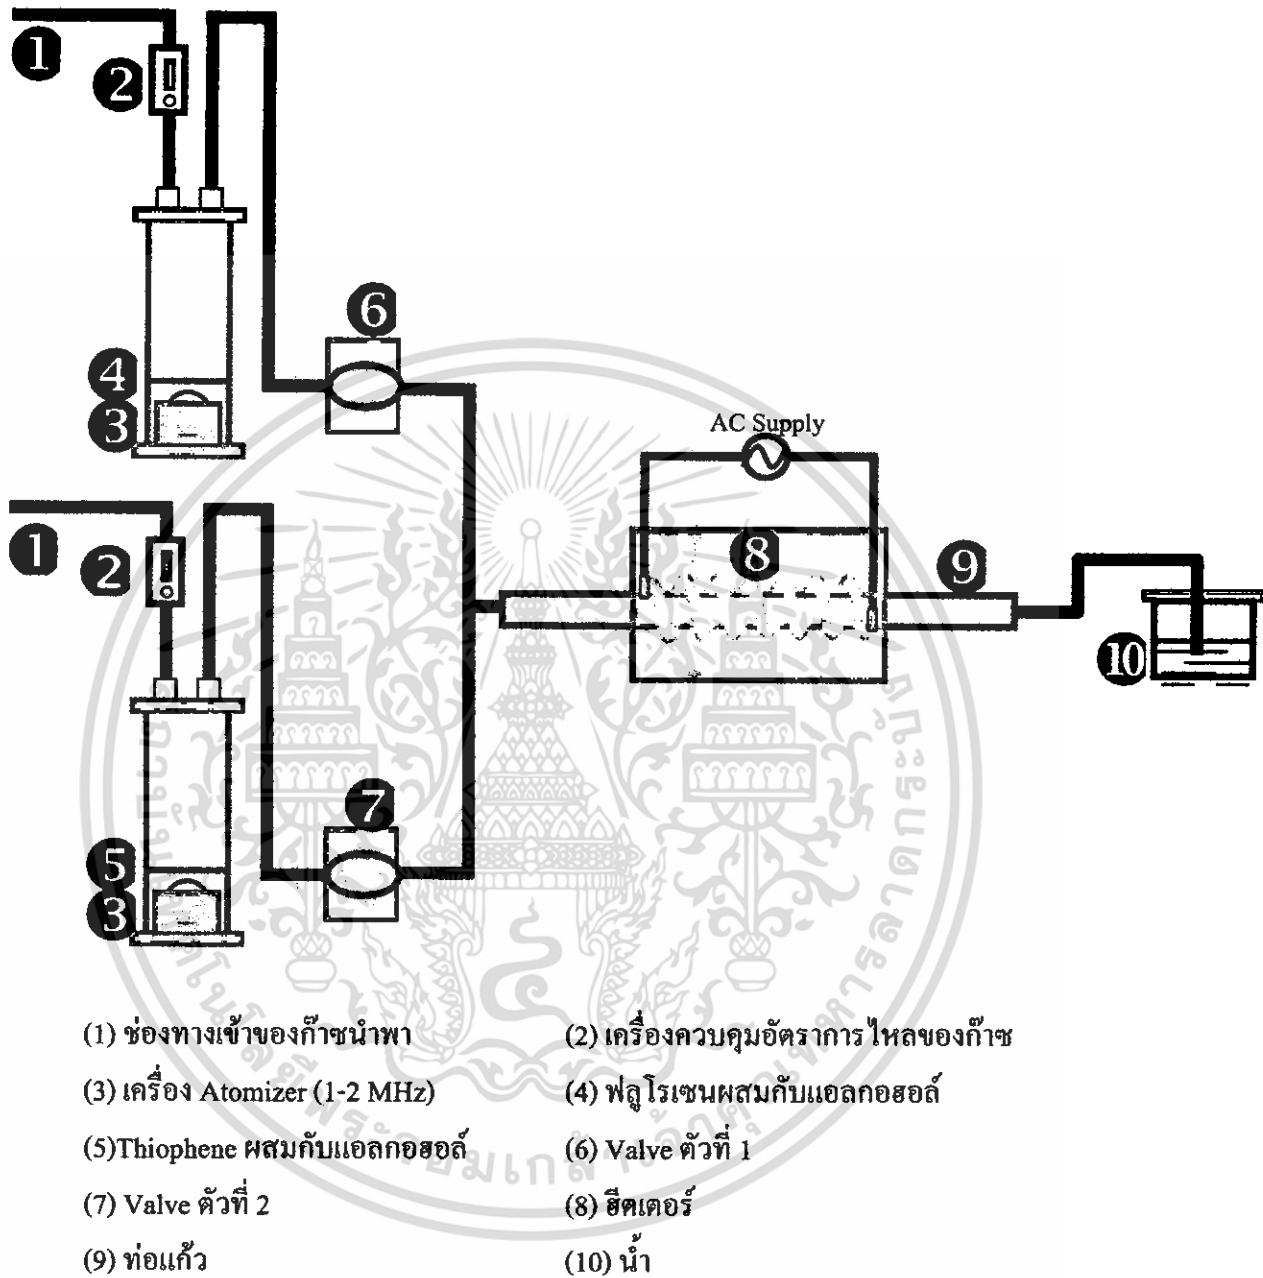 1
2
6
4
3
AC Supply
1
2
8
9
10
7
5
3
(1) ช่องทางเข้าของก๊าซนำพา (2) เครื่องควบคุมอัตราการไหลของก๊าซ
(3) เครื่อง Atomizer (1-2 MHz) (4) ฟลูโรเซนผสมกับแอลกอฮอล์
(5)Thiophene ผสมกับแอลกอฮอล์ (6) Valve ตัวที่ 1
(7) Valve ตัวที่ 2 (8) ฮีตเตอร์
(9) ท่อแก้ว (10) น้ำ